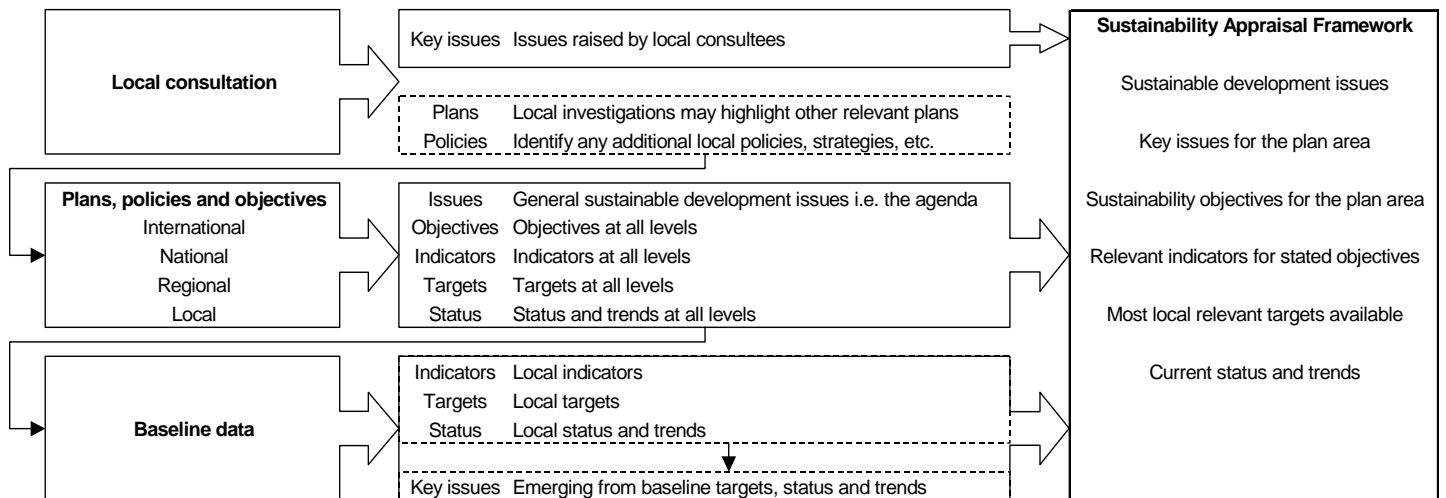 Local consultation
Key issues Issues raised by local consultees
Plans Local investigations may highlight other relevant plans
Policies Identify any additional local policies, strategies, etc.
Plans, policies and objectives
International
National
Regional
Local
Issues General sustainable development issues i.e. the agenda
Objectives Objectives at all levels
Indicators Indicators at all levels
Targets Targets at all levels
Status Status and trends at all levels
Baseline data
Indicators Local indicators
Targets Local targets
Status Local status and trends
Key issues Emerging from baseline targets, status and trends
Sustainability Appraisal Framework
Sustainable development issues
Key issues for the plan area
Sustainability objectives for the plan area
Relevant indicators for stated objectives
Most local relevant targets available
Current status and trends